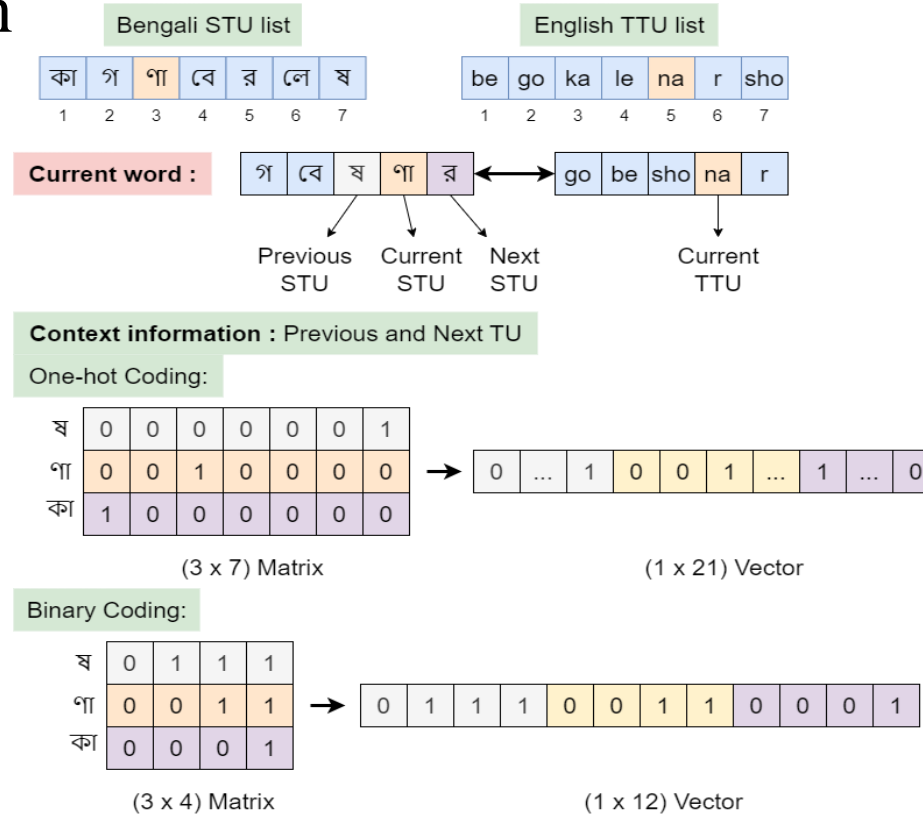 n
Bengali STU list English TTU list
কা গ ণা বে র লে ষ be go ka le na r sho
1 2 3 4 5 6 7 1 2 3 4 5 6 7
Current word : গ বে ষ ণা র go be sho na r
Previous Current Next Current
STU STU STU TTU
Context information : Previous and Next TU
One-hot Coding:
ষ 0 0 0 0 0 0 1
ণা 0 0 1 0 0 0 0 0 ... 1 0 0 1 ... 1 ... 0
কা 1 0 0 0 0 0 0
(3 x 7) Matrix (1 x 21) Vector
Binary Coding:
ষ 0 1 1 1
ণা 0 0 1 1 0 1 1 1 0 0 1 1 0 0 0 1
কা 0 0 0 1
(3 x 4) Matrix (1 x 12) Vector